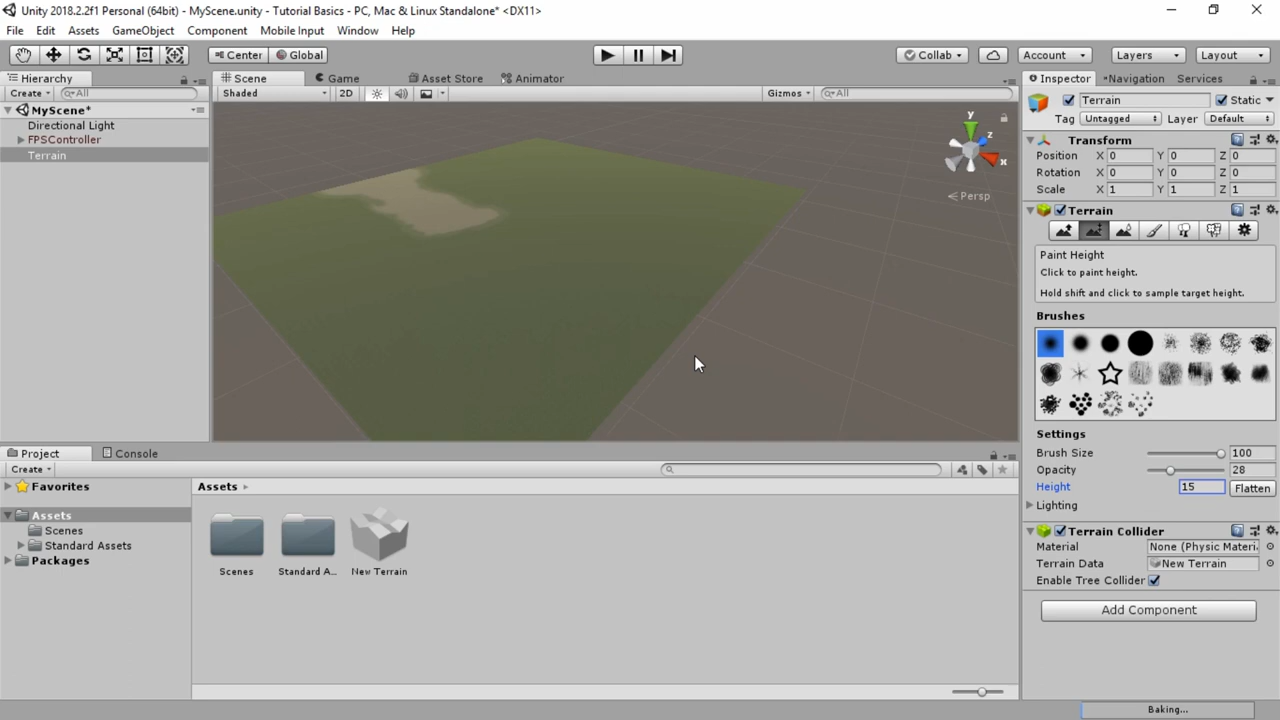 Unity 2018.2.2f1 Personal (64bit) - MyScene.unity - Tutorial Basics - PC, Mac & Linux Standalone* <DX11>
File Edit Assets GameObject Component Mobile Input Window Help
Center Global Collab Account Layers Layout
Hierarchy
Create All
MyScene*
Directional Light
FPSController
Terrain
Scene Game Asset Store Animator
Shaded 2D Gizmos All
y
z
x
Persp
Inspector Navigation Services
Terrain Static
Tag Untagged Layer Default
Transform
Position X 0 Y 0 Z 0
Rotation X 0 Y 0 Z 0
Scale X 1 Y 1 Z 1
Terrain
Paint Height
Click to paint height.
Hold shift and click to sample target height.
Brushes
Settings
Brush Size 100
Opacity 28
Height 15 Flatten
Lighting
Terrain Collider
Material None (Physic Materi
Terrain Data New Terrain
Enable Tree Collider
Add Component
Project Console
Create
Favorites
Assets
Scenes
Standard Assets
Packages
Assets
Scenes Standard A... New Terrain
Baking...